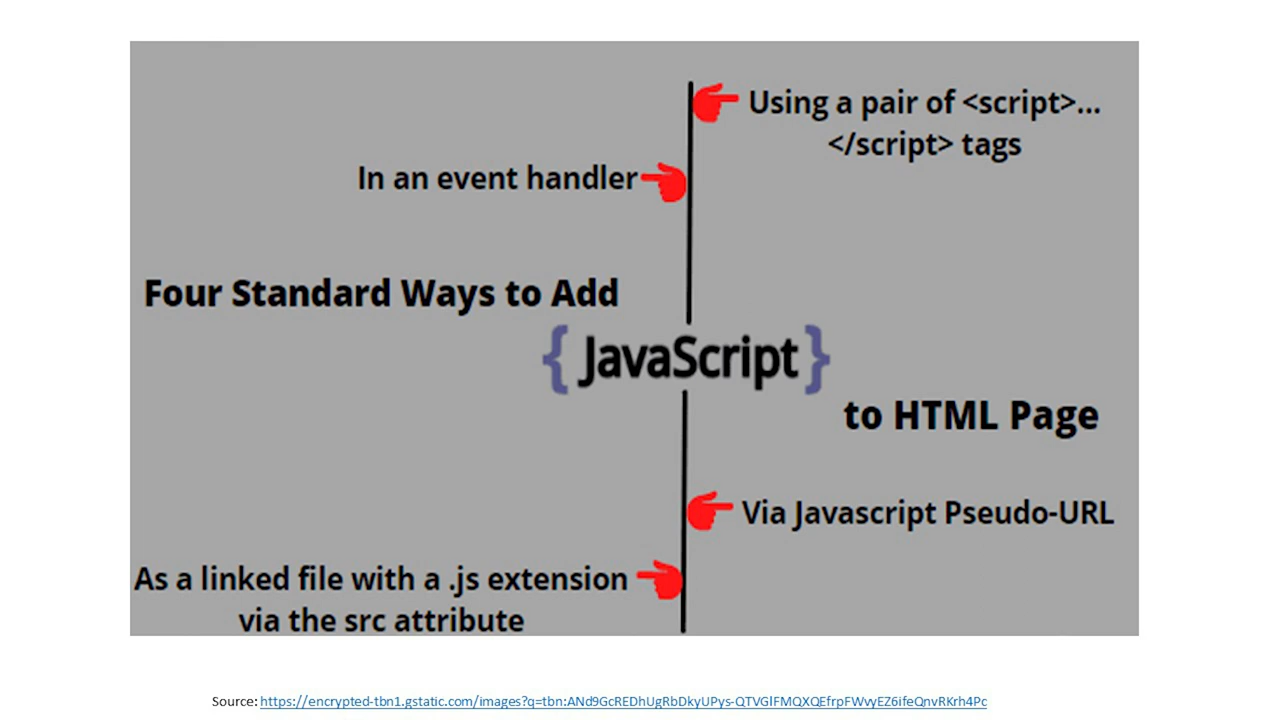 Using a pair of <script>...
</script> tags
In an event handler
Four Standard Ways to Add
{ JavaScript }
to HTML Page
Via Javascript Pseudo-URL
As a linked file with a .js extension
via the src attribute
Source: https://encrypted-tbn1.gstatic.com/images?q=tbn:ANd9GcREDhUgRbDkyUPys-QTVGlFMQXQEfrpFWvyEZ6ifeQnvRKrh4Pc